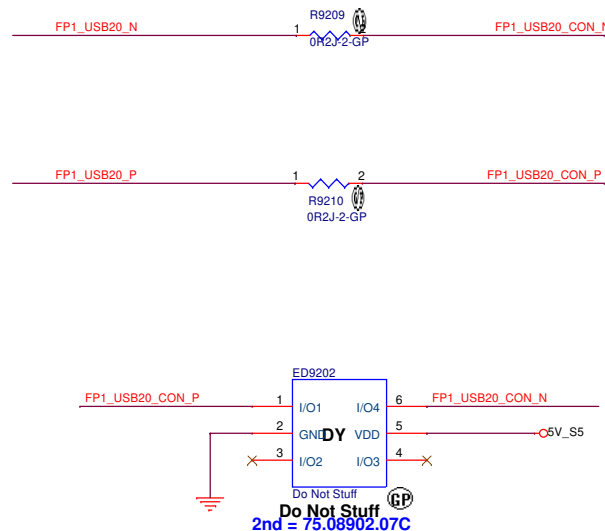 R9209
FP1_USB20_N 1 2 FP1_USB20_CON_N
0R2J-2-GP
FP1_USB20_P 1 2 FP1_USB20_CON_P
R9210
0R2J-2-GP
ED9202
FP1_USB20_CON_P 1 I/O1 I/O4 6 FP1_USB20_CON_N
2 GND DY VDD 5 5V_S5
3 I/O2 I/O3 4
Do Not Stuff
GP
Do Not Stuff
2nd = 75.08902.07C